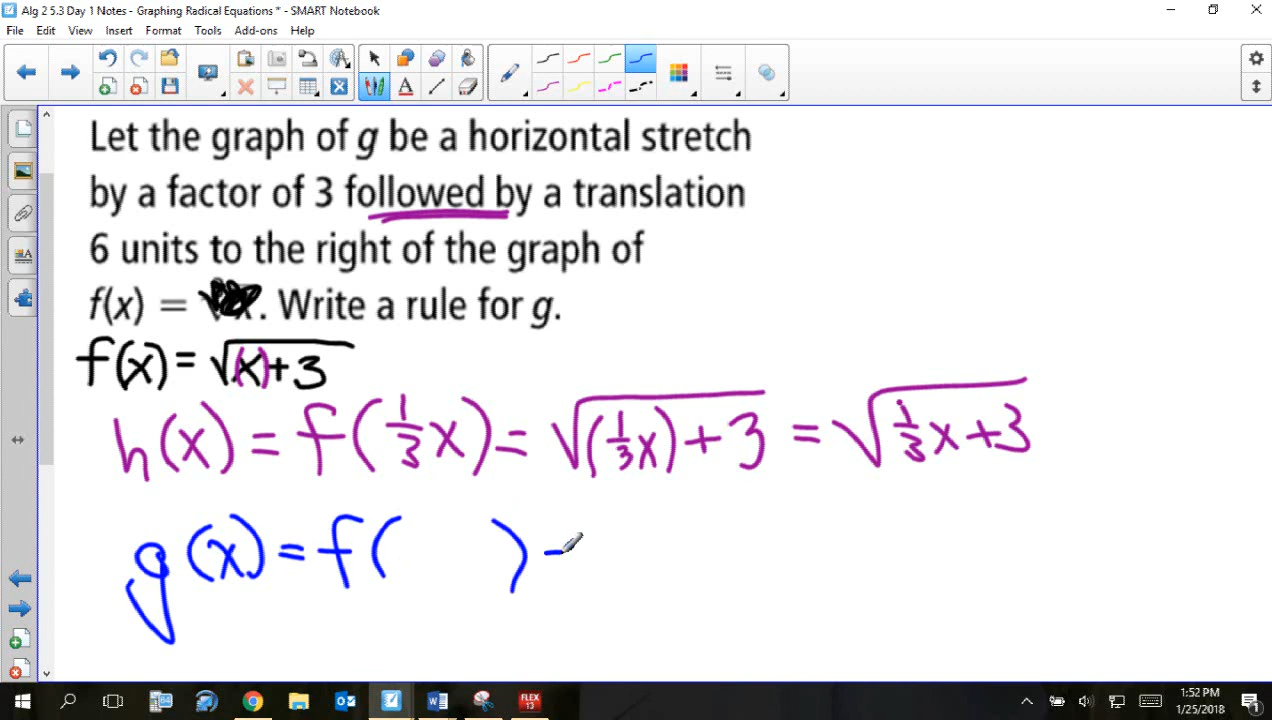 Alg 2 5.3 Day 1 Notes - Graphing Radical Equations * - SMART Notebook
File Edit View Insert Format Tools Add-ons Help
Let the graph of g be a horizontal stretch
by a factor of 3 followed by a translation
6 units to the right of the graph of
f(x) = . Write a rule for g.
f(x) = √(x)+3
h(x) = f(1/3x) = √(1/3x)+3 = √1/3x+3
g(x) = f( ) -
FLEX 13
1:52 PM
1/25/2018
1